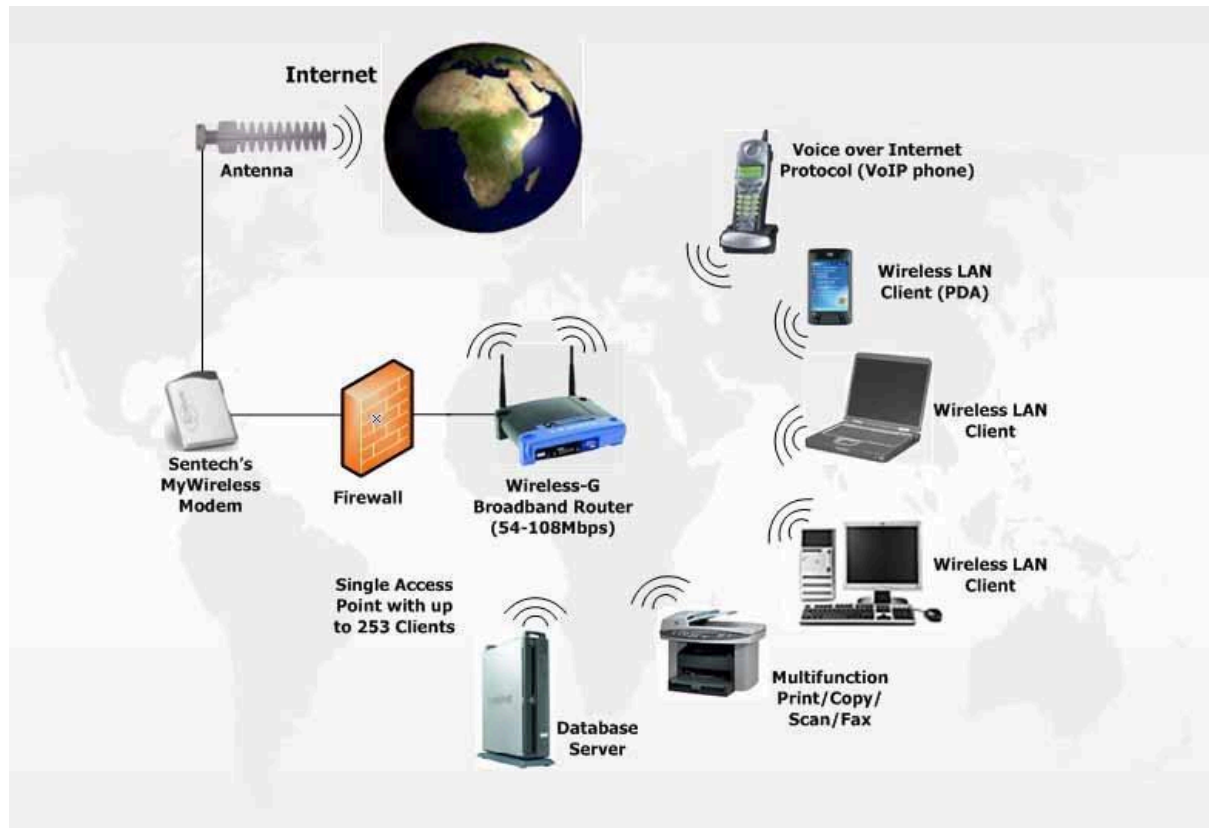 Internet
Antenna
Voice over Internet
Protocol (VoIP phone)
Wireless LAN
Client (PDA)
Wireless LAN
Client
Sentech's
MyWireless
Modem
Firewall
Wireless-G
Broadband Router
(54-108Mbps)
Wireless LAN
Client
Single Access
Point with up
to 253 Clients
Multifunction
Print/Copy/
Scan/Fax
Database
Server